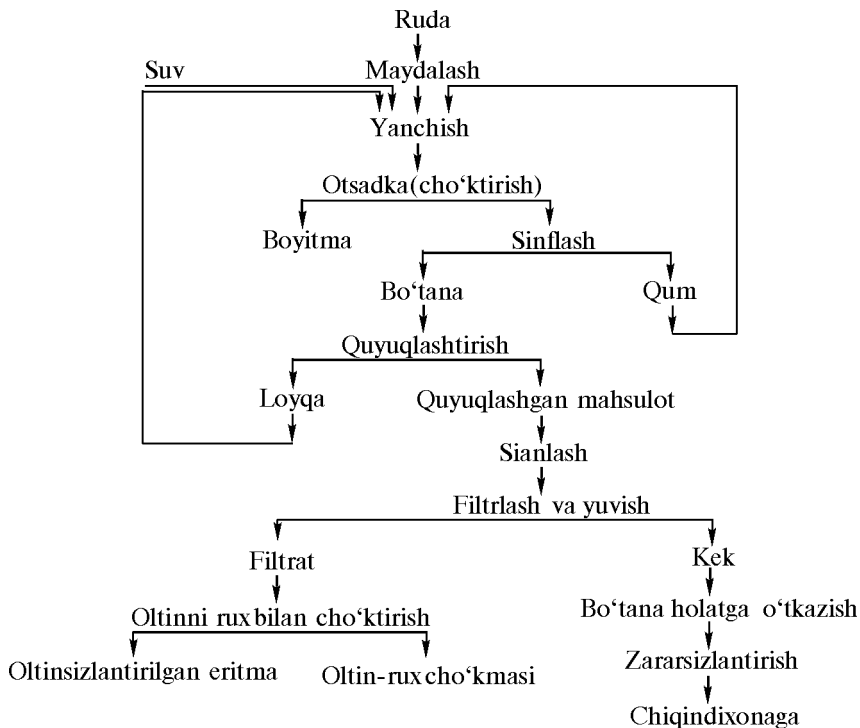 Ruda
Suv
Maydalash
Yanchish
Otsadka(cho‘ktirish)
Boyitma
Sinflash
Bo‘tana
Qum
Quyuqlashtirish
Loyqa
Quyuqlashgan mahsulot
Sianlash
Filtrlash va yuvish
Filtrat
Kek
Oltinni rux bilan cho‘ktirish
Bo‘tana holatga o‘tkazish
Oltinsizlantirilgan eritma
Oltin-rux cho‘kmasi
Zararsizlantirish
Chiqindixonaga